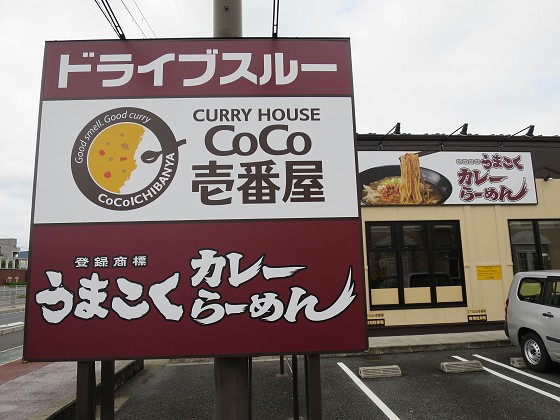 ドライブスルー
Good smell. Good curry
CoCoICHIBANYA
CURRY HOUSE
CoCo
壱番屋
登録商標
うまこく
カレー
らーめん
うまこく
カレー
らーめん